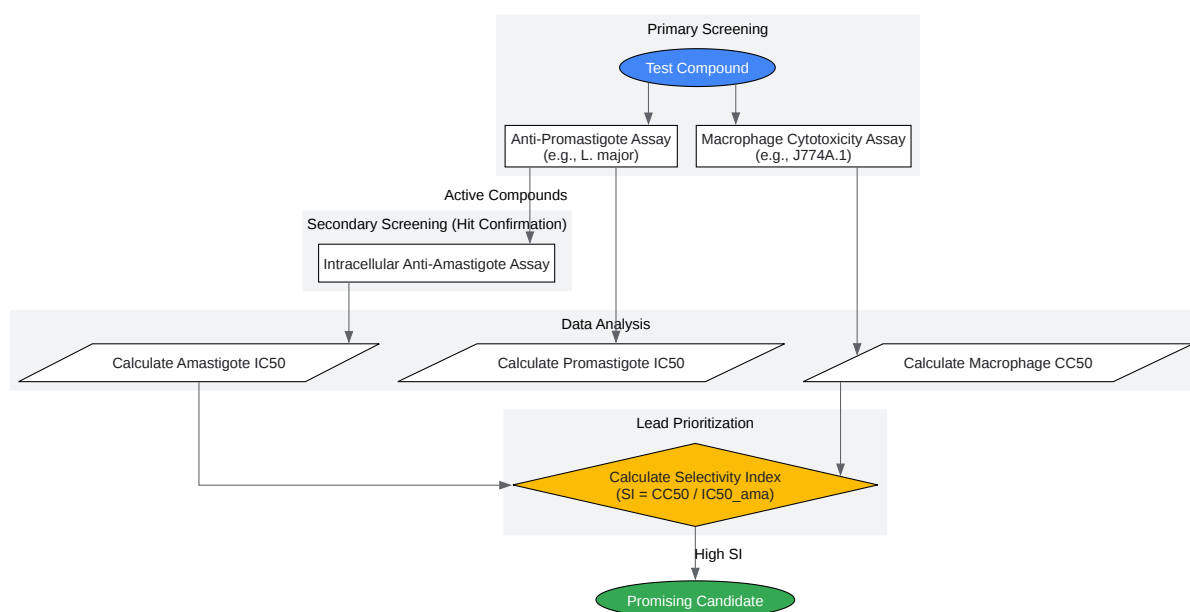 Primary Screening
Test Compound
Anti-Promastigote Assay
(e.g., L. major)
Macrophage Cytotoxicity Assay
(e.g., J774A.1)
Active Compounds
Secondary Screening (Hit Confirmation)
Intracellular Anti-Amastigote Assay
Data Analysis
Calculate Amastigote IC50
Calculate Promastigote IC50
Calculate Macrophage CC50
Lead Prioritization
Calculate Selectivity Index
(SI = CC50 / IC50_ama)
High SI
Promising Candidate